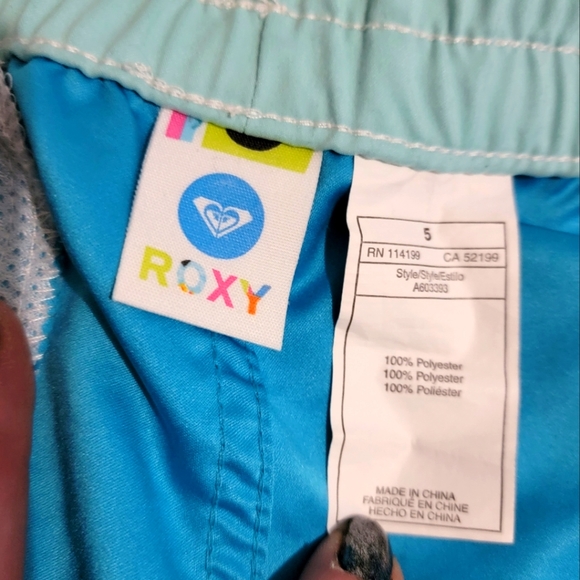 ROXY
5
RN 114199 CA 52199
Style/Style/Estilo
A603393
100% Polyester
100% Polyester
100% Poliéster
MADE IN CHINA
FABRIQUÉ EN CHINE
HECHO EN CHINA